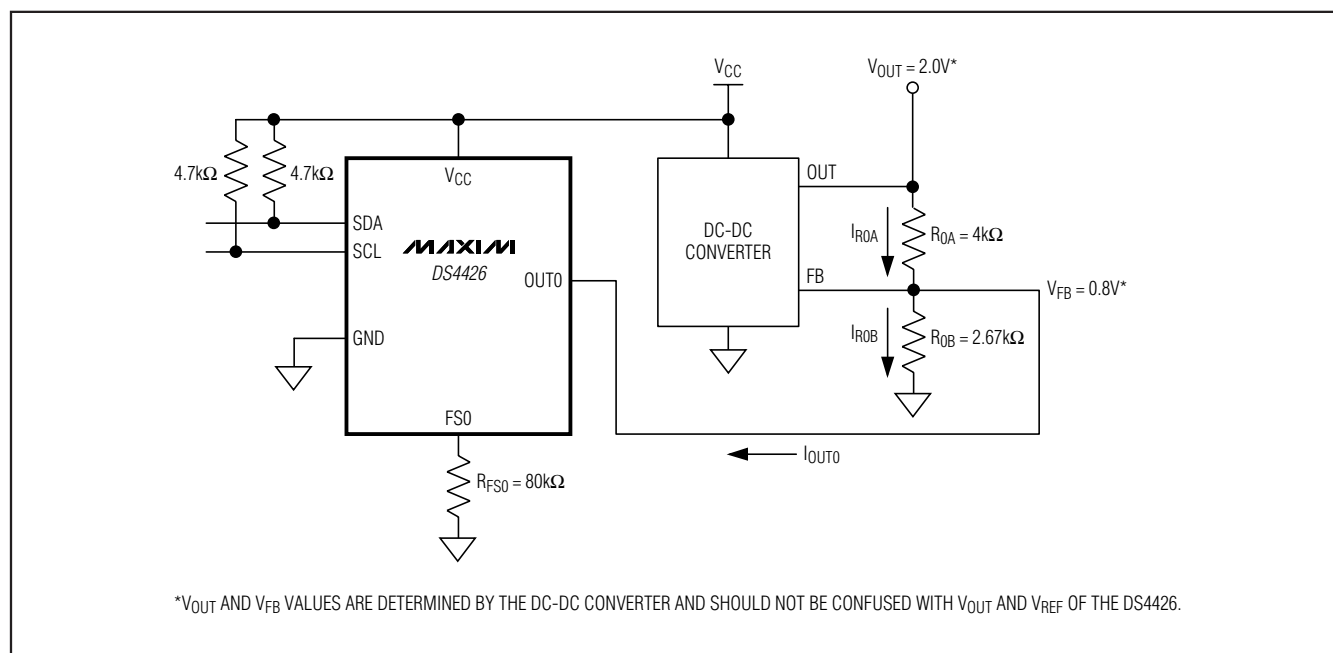 VCC
VOUT = 2.0V*
4.7kΩ
4.7kΩ
VCC
SDA
SCL
MAXIM
DS4426
OUT0
GND
FS0
RFS0 = 80kΩ
DC-DC
CONVERTER
OUT
FB
IR0A
R0A = 4kΩ
VFB = 0.8V*
IR0B
R0B = 2.67kΩ
IOUT0
*VOUT AND VFB VALUES ARE DETERMINED BY THE DC-DC CONVERTER AND SHOULD NOT BE CONFUSED WITH VOUT AND VREF OF THE DS4426.